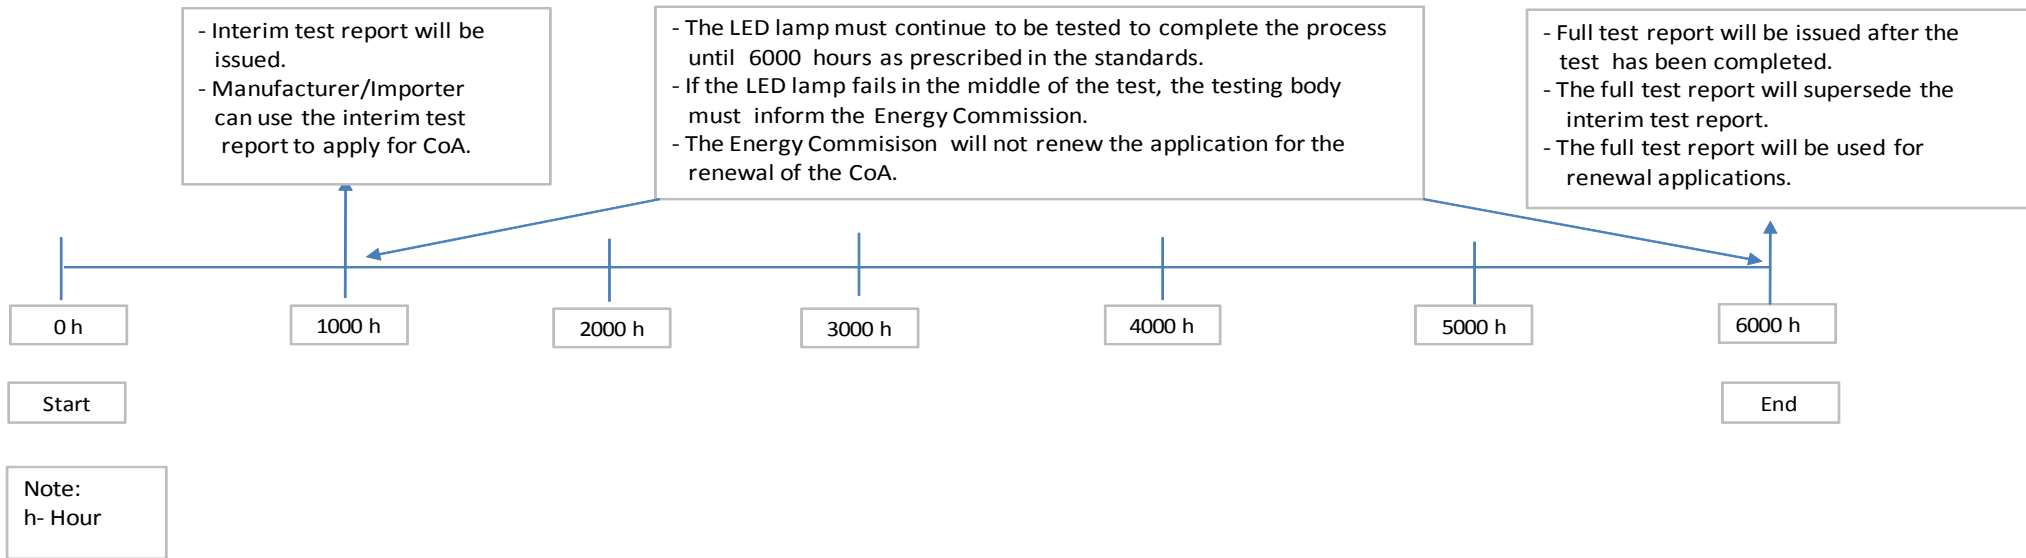 - Interim test report will be
issued.
- Manufacturer/Importer
can use the interim test
report to apply for CoA.
- The LED lamp must continue to be tested to complete the process
until 6000 hours as prescribed in the standards.
- If the LED lamp fails in the middle of the test, the testing body
must inform the Energy Commission.
- The Energy Commisison will not renew the application for the
renewal of the CoA.
- Full test report will be issued after the
test has been completed.
- The full test report will supersede the
interim test report.
- The full test report will be used for
renewal applications.
0 h
1000 h
2000 h
3000 h
4000 h
5000 h
6000 h
Start
End
Note:
h- Hour